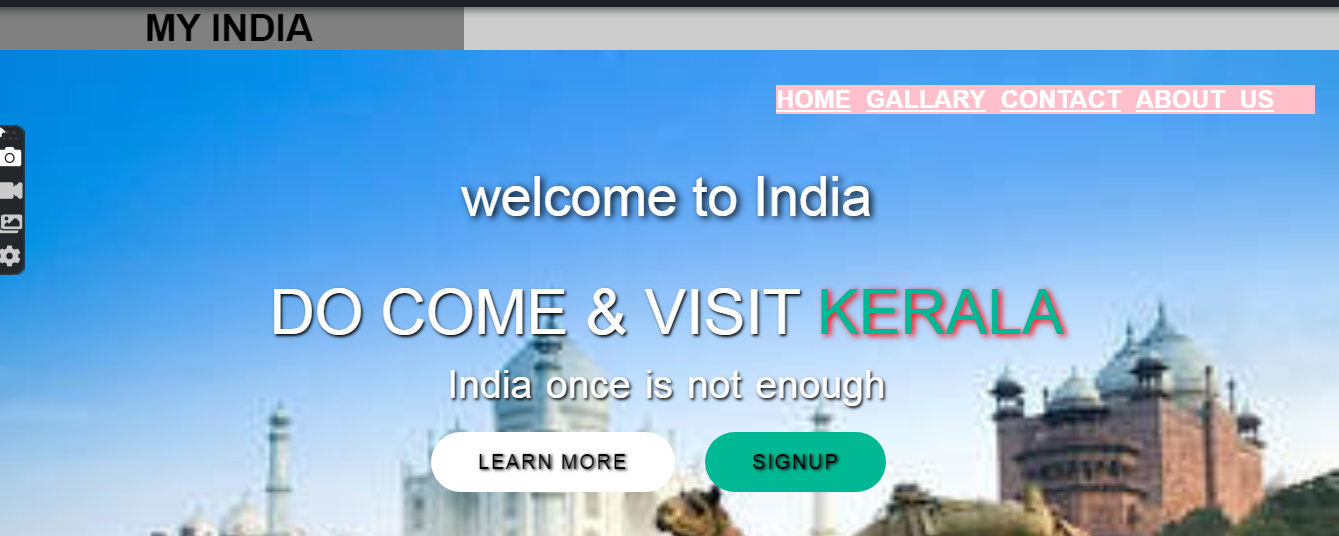 MY INDIA
HOME GALLARY CONTACT ABOUT US
welcome to India
DO COME & VISIT KERALA
India once is not enough
LEARN MORE SIGNUP